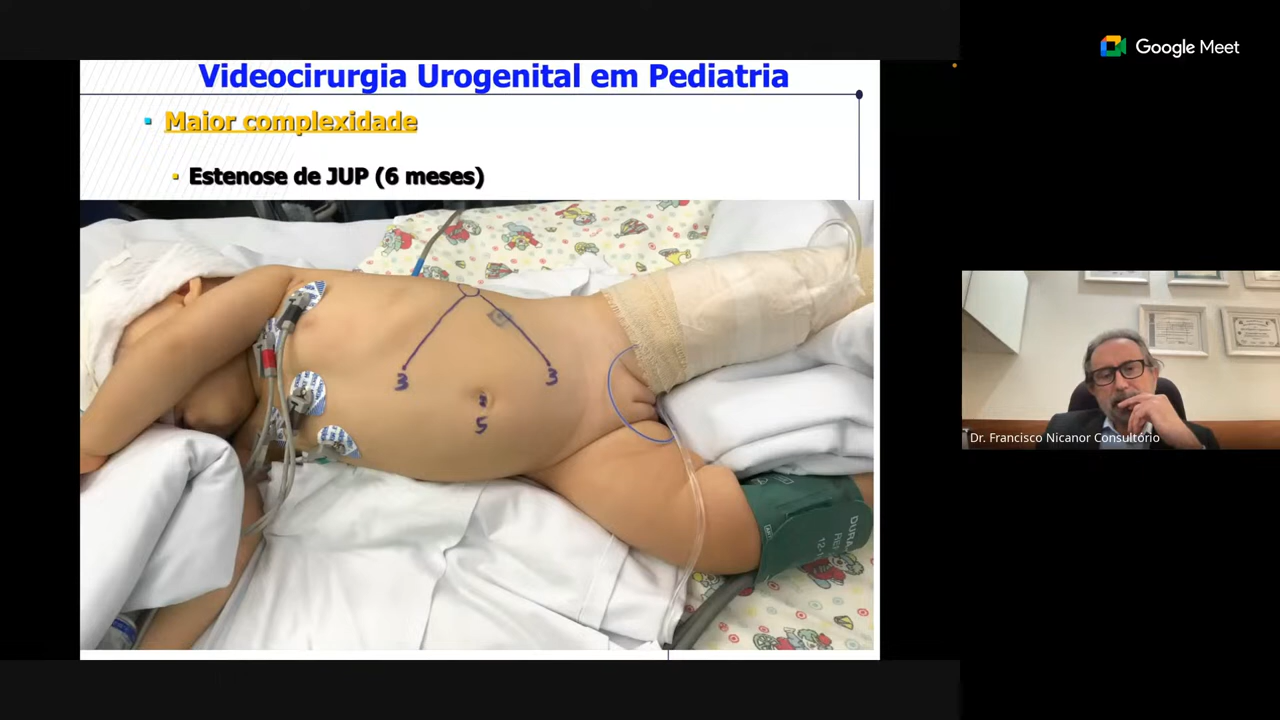 Videocirurgia Urogenital em Pediatria
Maior complexidade
Estenose de JUP (6 meses)
3
3
5
Google Meet
Dr. Francisco Nicanor Consultório